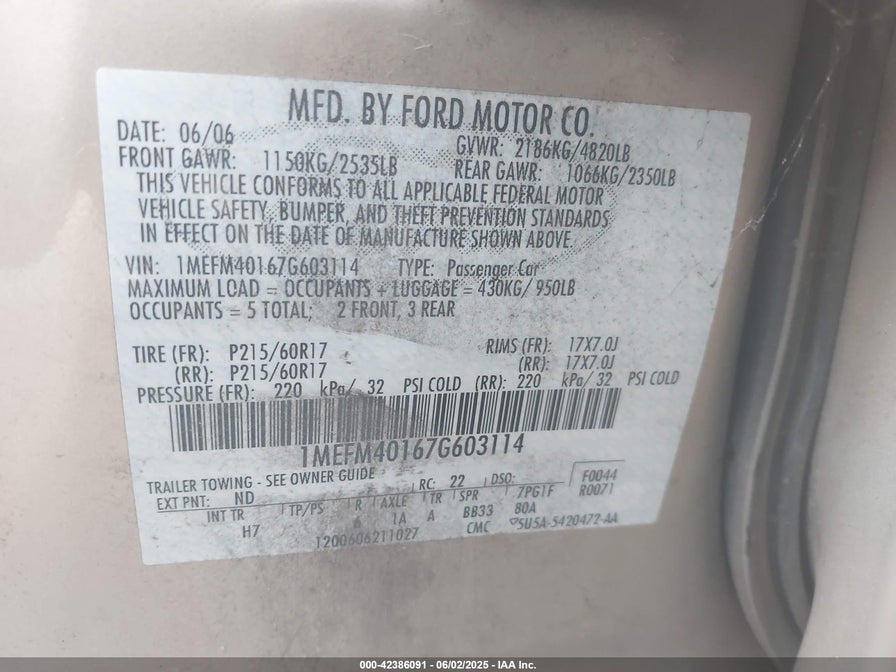 MFD. BY FORD MOTOR CO.
DATE: 06/06 GVWR: 2186KG/4820LB
FRONT GAWR: 1150KG/2535LB REAR GAWR: 1066KG/2350LB
THIS VEHICLE CONFORMS TO ALL APPLICABLE FEDERAL MOTOR
VEHICLE SAFETY, BUMPER, AND THEFT PREVENTION STANDARDS
IN EFFECT ON THE DATE OF MANUFACTURE SHOWN ABOVE.
VIN: 1MEFM40167G603114 TYPE: Passenger Car
MAXIMUM LOAD = OCCUPANTS + LUGGAGE = 430KG/ 950LB
OCCUPANTS = 5 TOTAL; 2 FRONT, 3 REAR
TIRE (FR): P215/60R17 RIMS (FR): 17X7.0J
(RR): P215/60R17 (RR): 17X7.0J
PRESSURE (FR): 220 kPa/ 32 PSI COLD (RR): 220 kPa/ 32 PSI COLD
1MEFM40167G603114
TRAILER TOWING - SEE OWNER GUIDE
EXT PNT: ND RC: 22 DSO: F0044
INT TR TP/PS R AXLE TR SPR 7PG1F R0071
H7 6 1A A BB33 80A
1200606211027 CMC 5U5A-5420472-AA
000-42386091 - 06/02/2025 - IAA Inc.